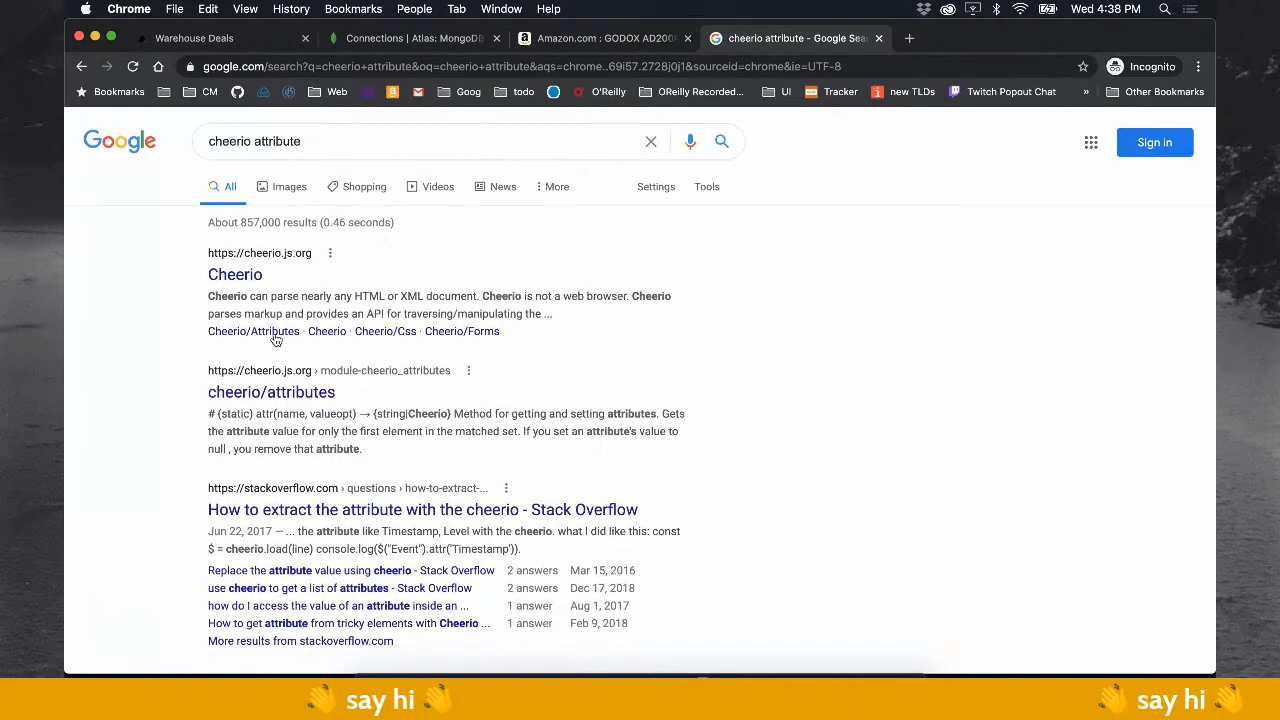 Chrome File Edit View History Bookmarks People Tab Window Help Wed 4:38 PM
Warehouse Deals Connections | Atlas: MongoDB Amazon.com : GODOX AD200 cheerio attribute - Google Sea
google.com/search?q=cheerio+attribute&oq=cheerio+attribute&aqs=chrome..69i57.2728j0j1&sourceid=chrome&ie=UTF-8 Incognito
Bookmarks CM Web Goog todo O'Rielly OReilly Recorded... UI Tracker new TLDs Twitch Popout Chat » Other Bookmarks
Google cheerio attribute Sign in
All Images Shopping Videos News More Settings Tools
About 857,000 results (0.46 seconds)
https://cheerio.js.org
Cheerio
Cheerio can parse nearly any HTML or XML document. Cheerio is not a web browser. Cheerio
parses markup and provides an API for traversing/manipulating the ...
Cheerio/Attributes · Cheerio · Cheerio/Css · Cheerio/Forms
https://cheerio.js.org › module-cheerio_attributes
cheerio/attributes
# (static) attr(name, valueopt) → {string|Cheerio} Method for getting and setting attributes. Gets
the attribute value for only the first element in the matched set. If you set an attribute's value to
null , you remove that attribute.
https://stackoverflow.com › questions › how-to-extract-...
How to extract the attribute with the cheerio - Stack Overflow
Jun 22, 2017 — ... the attribute like Timestamp, Level with the cheerio. what I did like this: const
$ = cheerio.load(line) console.log($("Event").attr('Timestamp')).
Replace the attribute value using cheerio - Stack Overflow 2 answers Mar 15, 2016
use cheerio to get a list of attributes - Stack Overflow 2 answers Dec 17, 2018
how do I access the value of an attribute inside an ... 1 answer Aug 1, 2017
How to get attribute from tricky elements with Cheerio ... 1 answer Feb 9, 2018
More results from stackoverflow.com
👋 say hi 👋 👋 say hi 👋